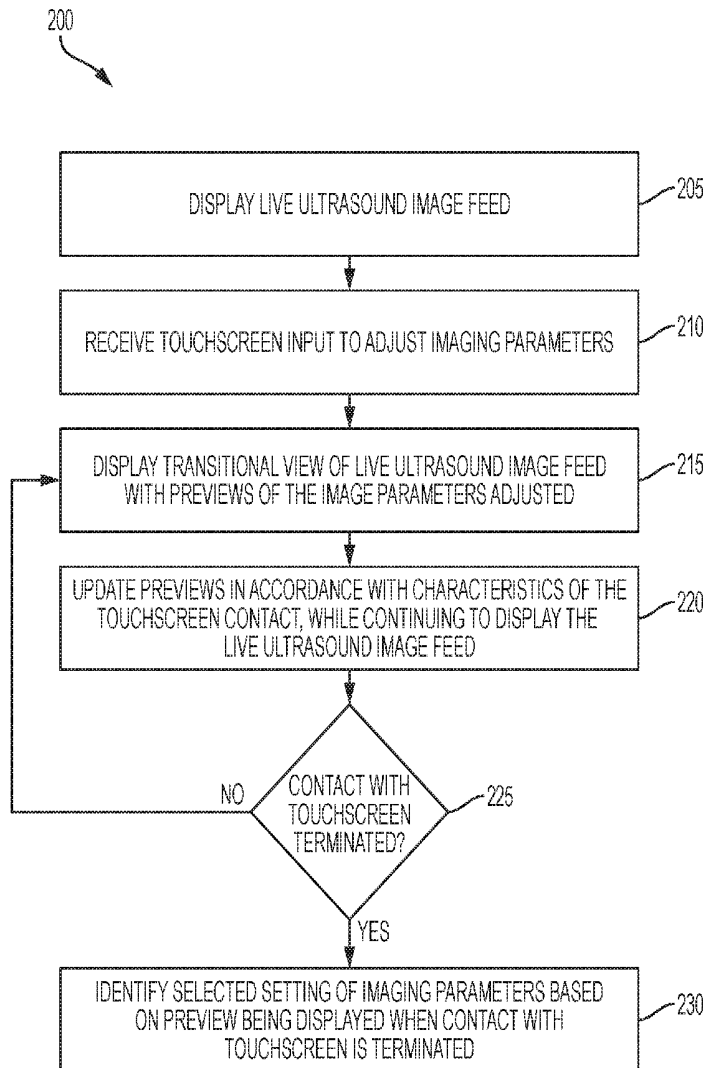 200
DISPLAY LIVE ULTRASOUND IMAGE FEED
205
RECEIVE TOUCHSCREEN INPUT TO ADJUST IMAGING PARAMETERS
210
DISPLAY TRANSITIONAL VIEW OF LIVE ULTRASOUND IMAGE FEED
WITH PREVIEWS OF THE IMAGE PARAMETERS ADJUSTED
215
UPDATE PREVIEWS IN ACCORDANCE WITH CHARACTERISTICS OF THE
TOUCHSCREEN CONTACT, WHILE CONTINUING TO DISPLAY THE
LIVE ULTRASOUND IMAGE FEED
220
NO
CONTACT WITH
TOUCHSCREEN
TERMINATED?
225
YES
IDENTIFY SELECTED SETTING OF IMAGING PARAMETERS BASED
ON PREVIEW BEING DISPLAYED WHEN CONTACT WITH
TOUCHSCREEN IS TERMINATED
230